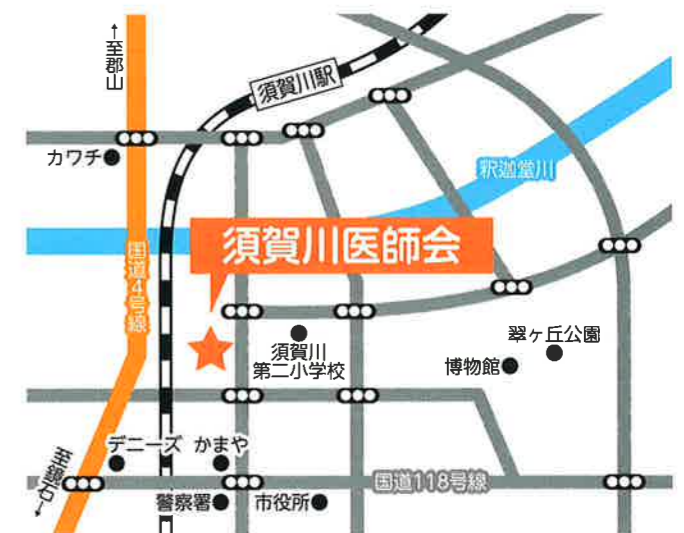 ←至郡山
須賀川駅
カワチ
釈迦堂川
須賀川医師会
国道4号線
須賀川
第二小学校
翠ヶ丘公園
博物館
デニーズ
かまや
至鏡石→
国道118号線
警察署
市役所